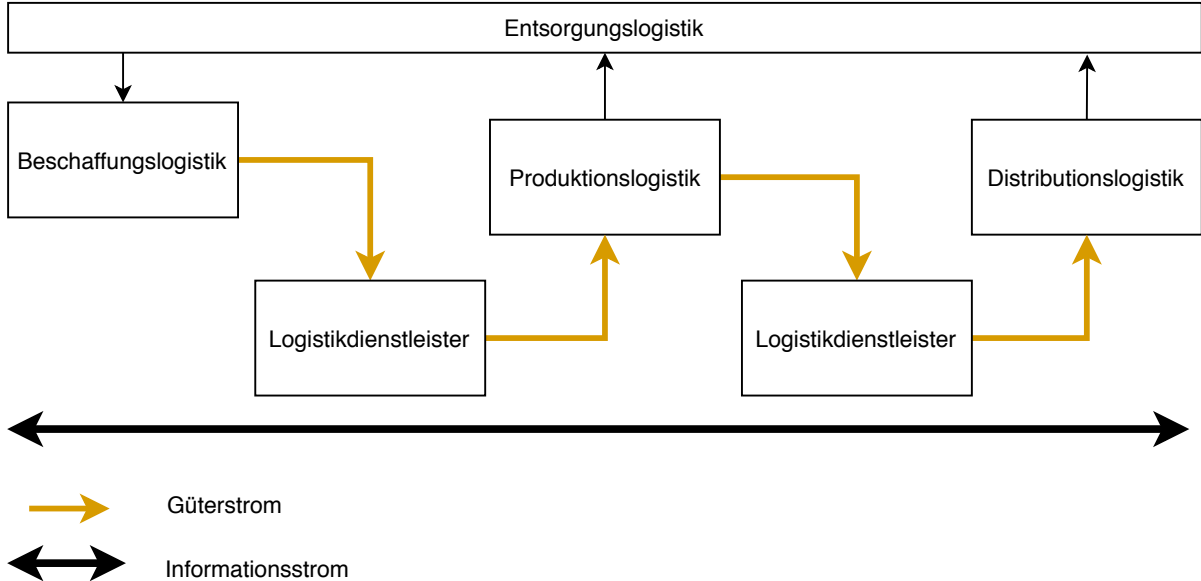 Entsorgungslogistik
Beschaffungslogistik
Produktionslogistik
Distributionslogistik
Logistikdienstleister
Logistikdienstleister
Güterstrom
Informationsstrom